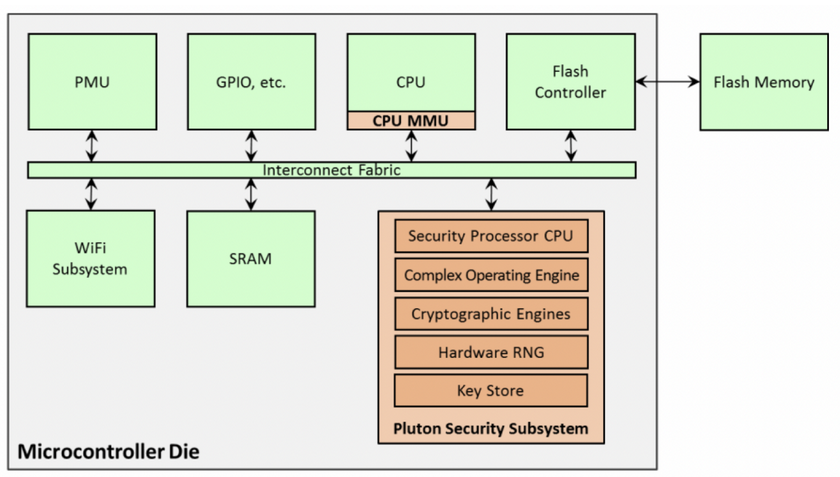 PMU
GPIO, etc.
CPU
CPU MMU
Flash
Controller
Flash Memory
Interconnect Fabric
WiFi
Subsystem
SRAM
Security Processor CPU
Complex Operating Engine
Cryptographic Engines
Hardware RNG
Key Store
Pluton Security Subsystem
Microcontroller Die